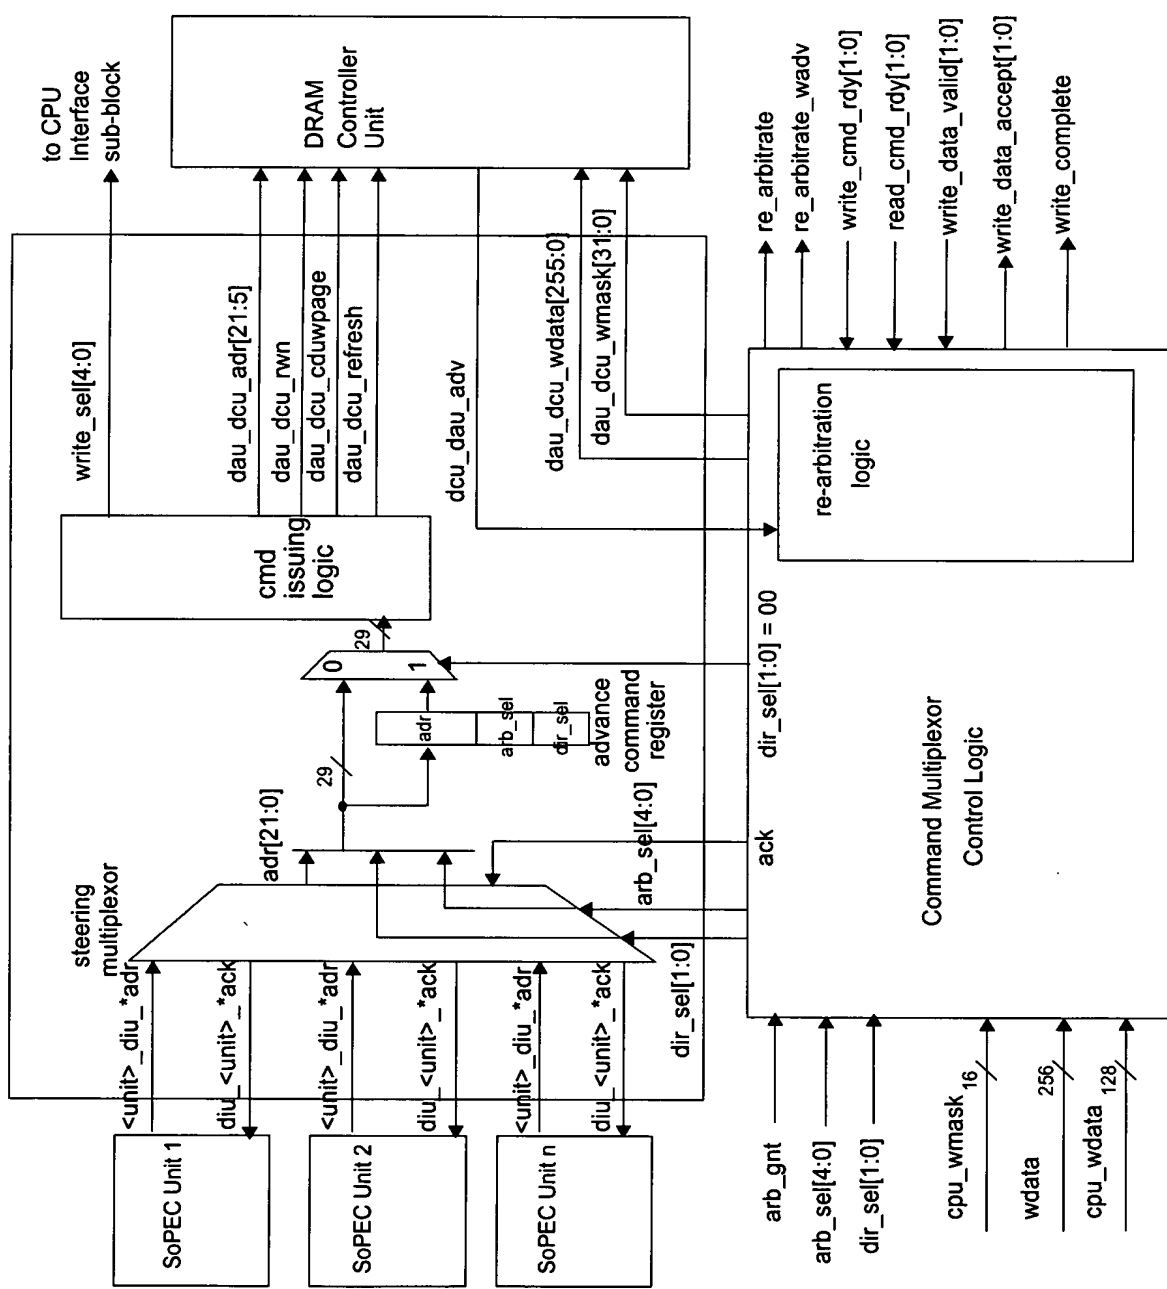 to CPU
Interface
sub-block
write_sel[4:0]
DRAM
Controller
Unit
cmd
issuing
logic
dau_dcu_adr[21:5]
dau_dcu_rwn
dau_dcu_cduwpage
dau_dcu_refresh
dcu_dau_adv
dau_dcu_wdata[255:0]
dau_dcu_wmask[31:0]
29
0
1
adr
arb_sel
dir_sel
advance
command
register
29
adr[21:0]
steering
multiplexor
<unit>_diu_*adr
diu_<unit>_*ack
<unit>_diu_*adr
diu_<unit>_*ack
<unit>_diu_*adr
diu_<unit>_*ack
SoPEC Unit 1
SoPEC Unit 2
SoPEC Unit n
dir_sel[1:0]
arb_sel[4:0]
ack
dir_sel[1:0] = 00
re-arbitration
logic
Command Multiplexor
Control Logic
re_arbitrate
re_arbitrate_wadv
write_cmd_rdy[1:0]
read_cmd_rdy[1:0]
write_data_valid[1:0]
write_data_accept[1:0]
write_complete
arb_gnt
arb_sel[4:0]
dir_sel[1:0]
cpu_wmask
16
wdata
256
cpu_wdata
128